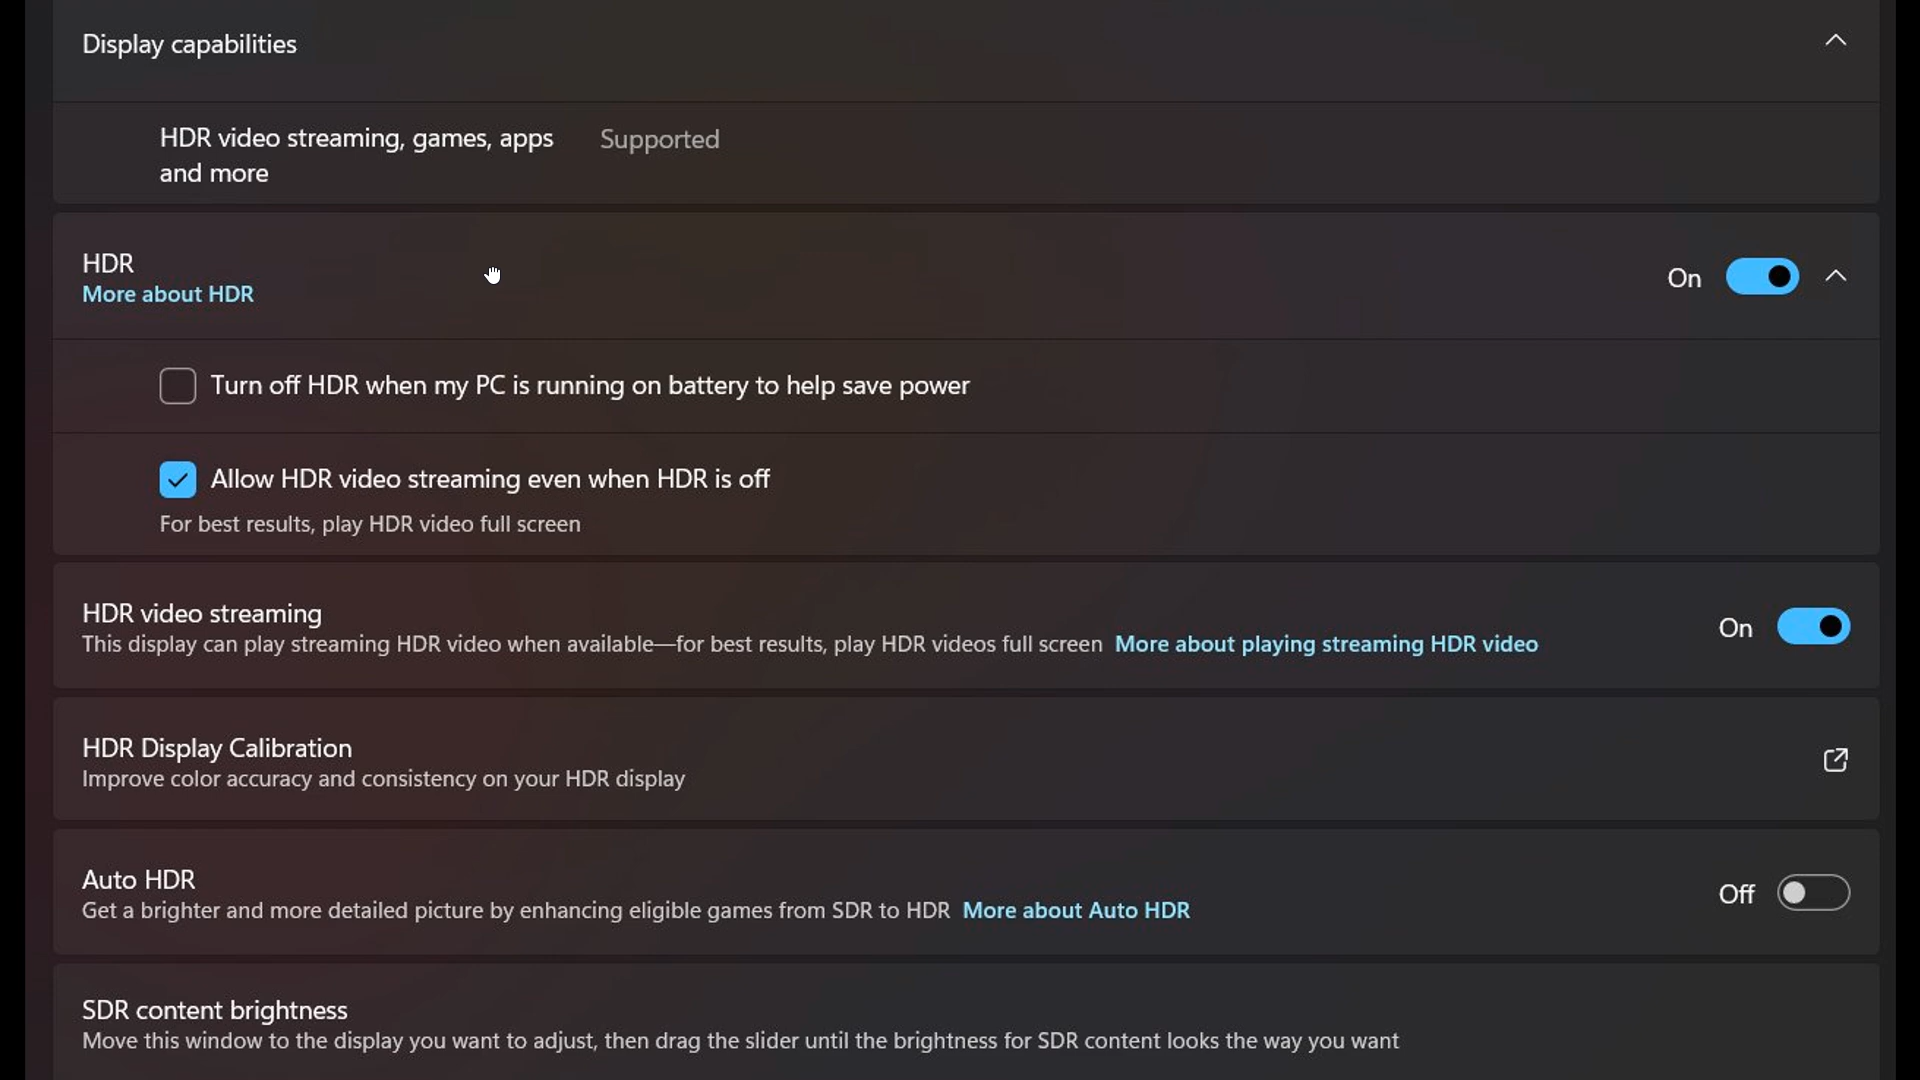 Display capabilities
HDR video streaming, games, apps Supported
and more
HDR
More about HDR
On
Turn off HDR when my PC is running on battery to help save power
Allow HDR video streaming even when HDR is off
For best results, play HDR video full screen
HDR video streaming
This display can play streaming HDR video when available—for best results, play HDR videos full screen More about playing streaming HDR video
On
HDR Display Calibration
Improve color accuracy and consistency on your HDR display
Auto HDR
Get a brighter and more detailed picture by enhancing eligible games from SDR to HDR More about Auto HDR
Off
SDR content brightness
Move this window to the display you want to adjust, then drag the slider until the brightness for SDR content looks the way you want